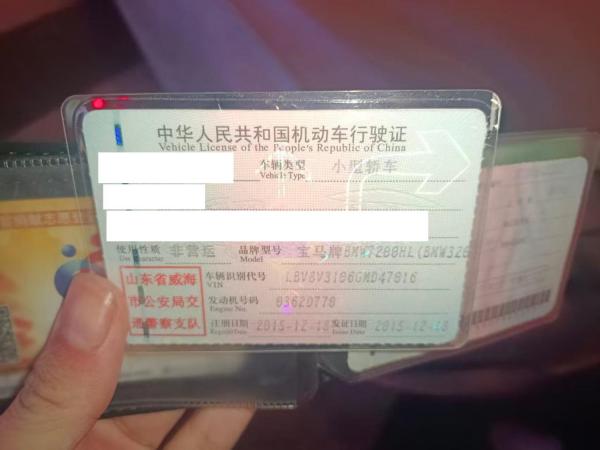 中华人民共和国机动车行驶证
Vehicle License of the People's Republic of China
车辆类型 小型轿车
Vehicle Type
使用性质 非营运 品牌型号 宝马牌BMW7200HL(BMW320
Use Character Model
山东省威海
市公安局交
通警察支队
车辆识别代号 LBV8V3106GMD47016
VIN
发动机号码 03620778
Engine No.
注册日期 2015-12-18 发证日期 2015-12-18
Register Date Issue Date